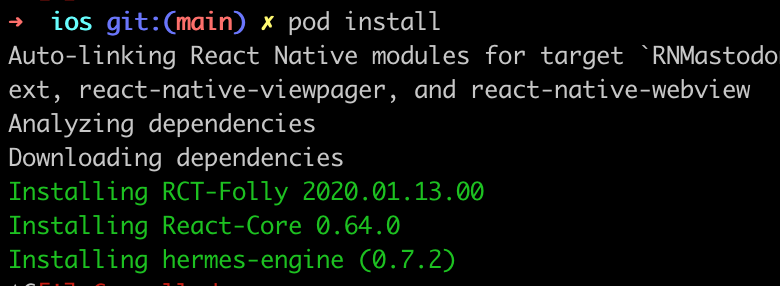 ➜ ios git:(main) ✗ pod install
Auto-linking React Native modules for target `RNMastodo
ext, react-native-viewpager, and react-native-webview
Analyzing dependencies
Downloading dependencies
Installing RCT-Folly 2020.01.13.00
Installing React-Core 0.64.0
Installing hermes-engine (0.7.2)